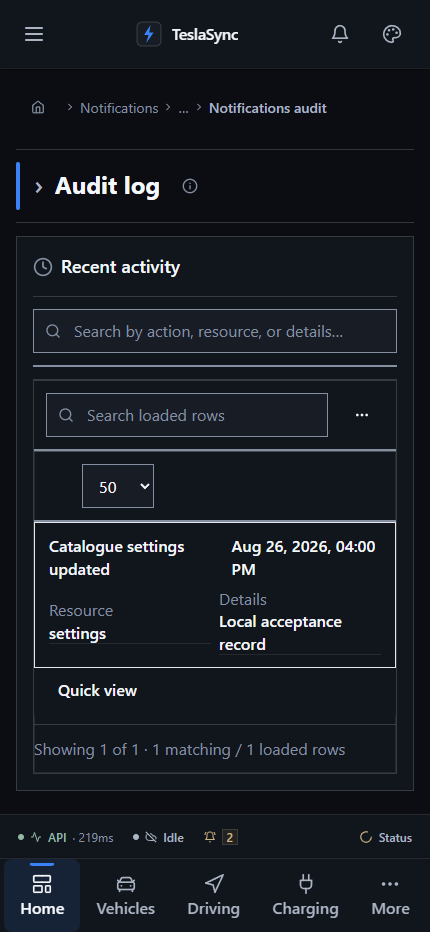 TeslaSync
Notifications
...
Notifications audit
Audit log
Recent activity
Search by action, resource, or details...
Search loaded rows
50
Catalogue settings updated
Aug 26, 2026, 04:00 PM
Resource
settings
Details
Local acceptance record
Quick view
Showing 1 of 1 · 1 matching / 1 loaded rows
API · 219ms
Idle
2
Status
Home
Vehicles
Driving
Charging
More